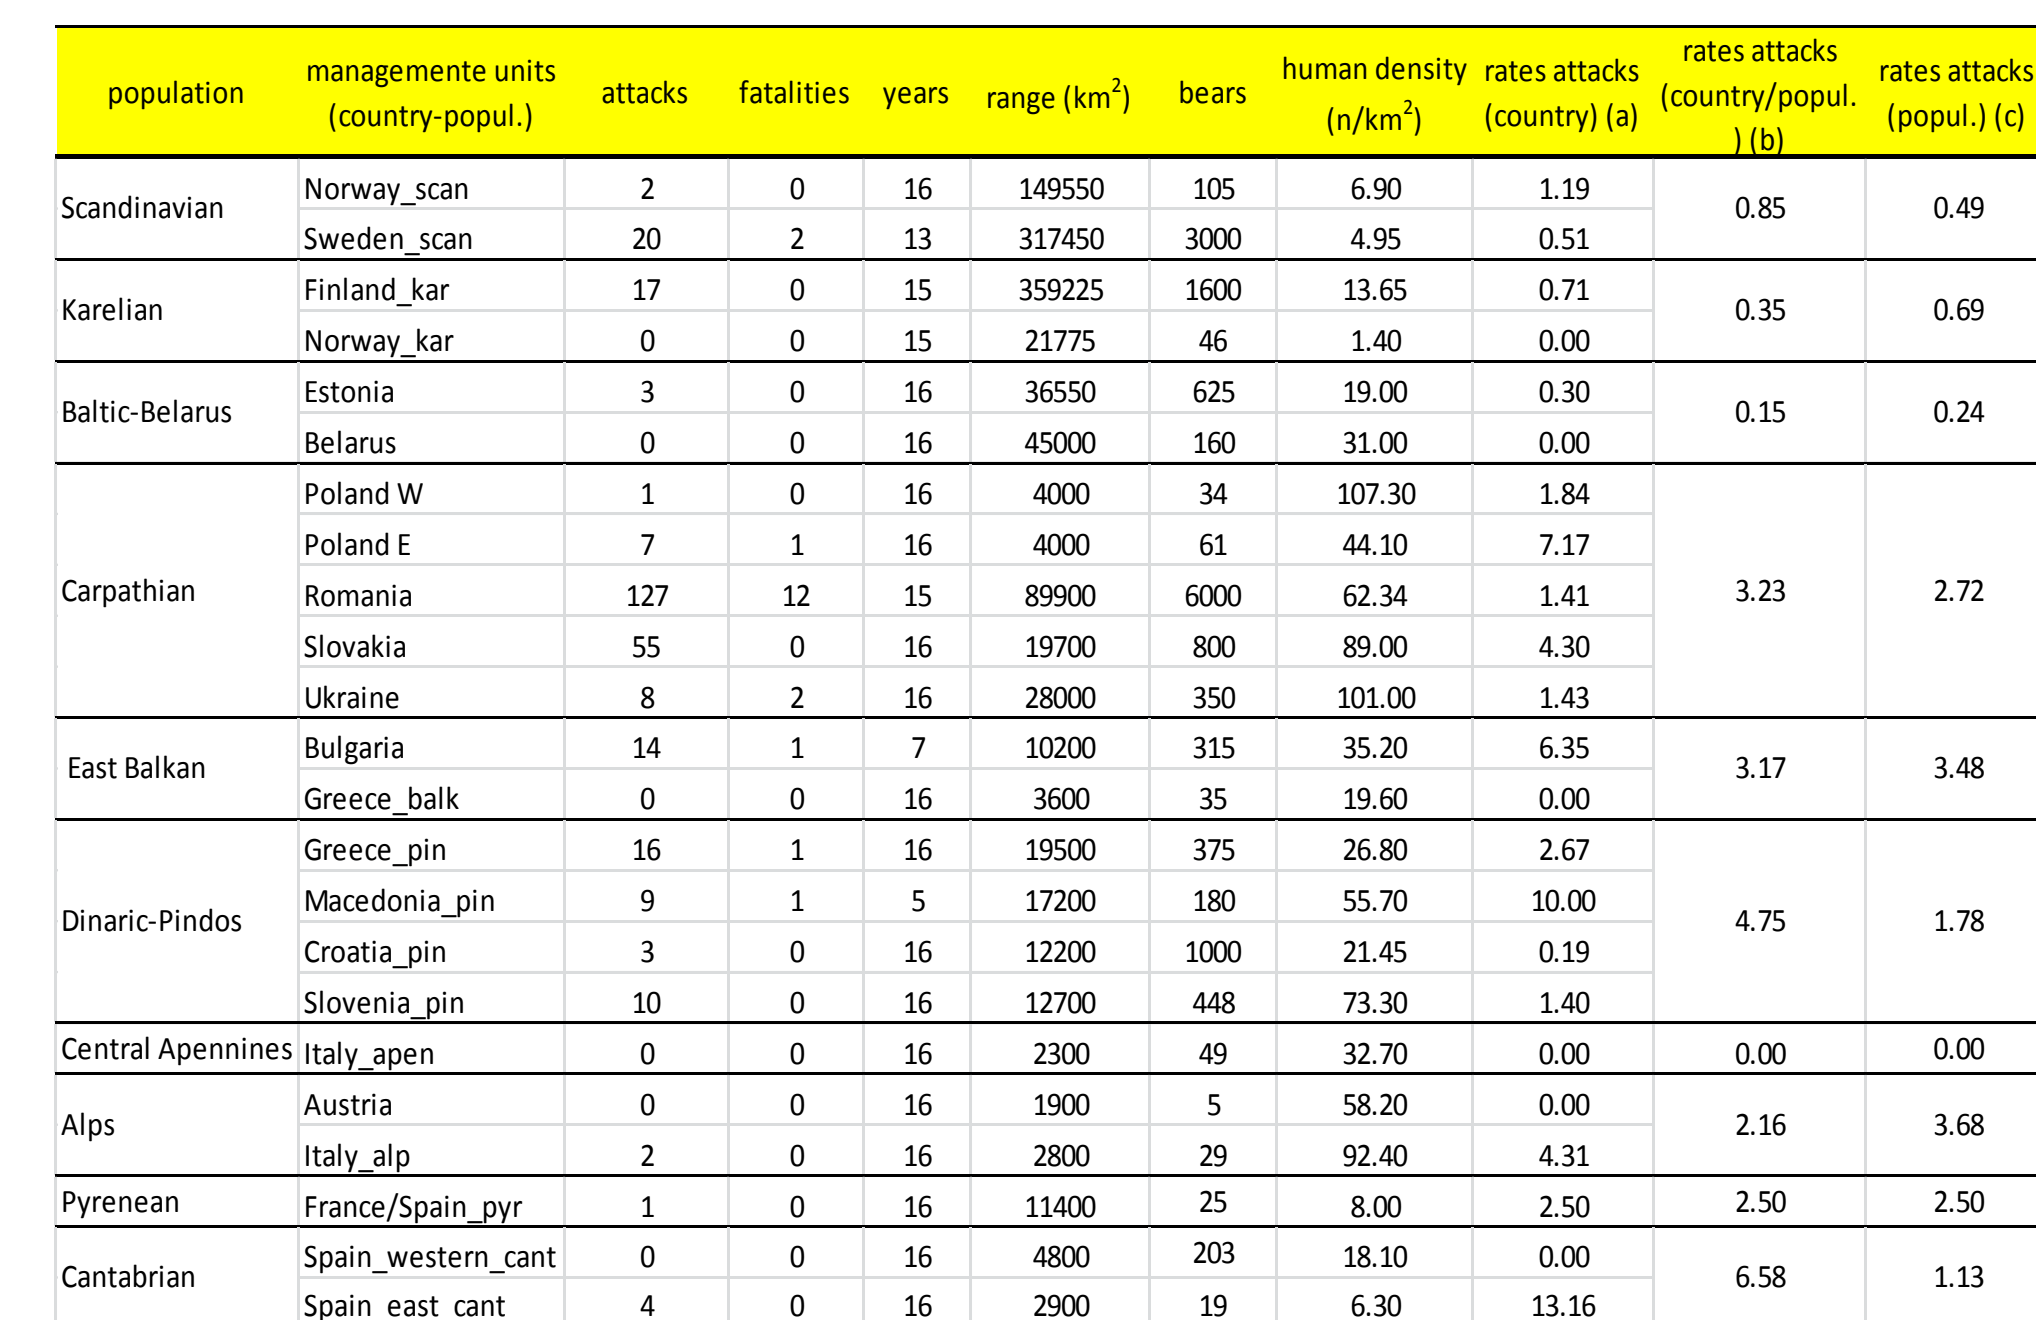 population managemente units (country-popul.) attacks fatalities years range (km²) bears human density (n/km²) rates attacks (country) (a) rates attacks (country/popul. ) (b) rates attacks (popul.) (c)
Scandinavian Norway_scan 2 0 16 149550 105 6.90 1.19 0.85 0.49
Sweden_scan 20 2 13 317450 3000 4.95 0.51
Karelian Finland_kar 17 0 15 359225 1600 13.65 0.71 0.35 0.69
Norway_kar 0 0 15 21775 46 1.40 0.00
Baltic-Belarus Estonia 3 0 16 36550 625 19.00 0.30 0.15 0.24
Belarus 0 0 16 45000 160 31.00 0.00
Carpathian Poland W 1 0 16 4000 34 107.30 1.84 3.23 2.72
Poland E 7 1 16 4000 61 44.10 7.17
Romania 127 12 15 89900 6000 62.34 1.41
Slovakia 55 0 16 19700 800 89.00 4.30
Ukraine 8 2 16 28000 350 101.00 1.43
East Balkan Bulgaria 14 1 7 10200 315 35.20 6.35 3.17 3.48
Greece_balk 0 0 16 3600 35 19.60 0.00
Dinaric-Pindos Greece_pin 16 1 16 19500 375 26.80 2.67 4.75 1.78
Macedonia_pin 9 1 5 17200 180 55.70 10.00
Croatia_pin 3 0 16 12200 1000 21.45 0.19
Slovenia_pin 10 0 16 12700 448 73.30 1.40
Central Apennines Italy_apen 0 0 16 2300 49 32.70 0.00 0.00 0.00
Alps Austria 0 0 16 1900 5 58.20 0.00 2.16 3.68
Italy_alp 2 0 16 2800 29 92.40 4.31
Pyrenean France/Spain_pyr 1 0 16 11400 25 8.00 2.50 2.50 2.50
Cantabrian Spain_western_cant 0 0 16 4800 203 18.10 0.00 6.58 1.13
Spain_east_cant 4 0 16 2900 19 6.30 13.16